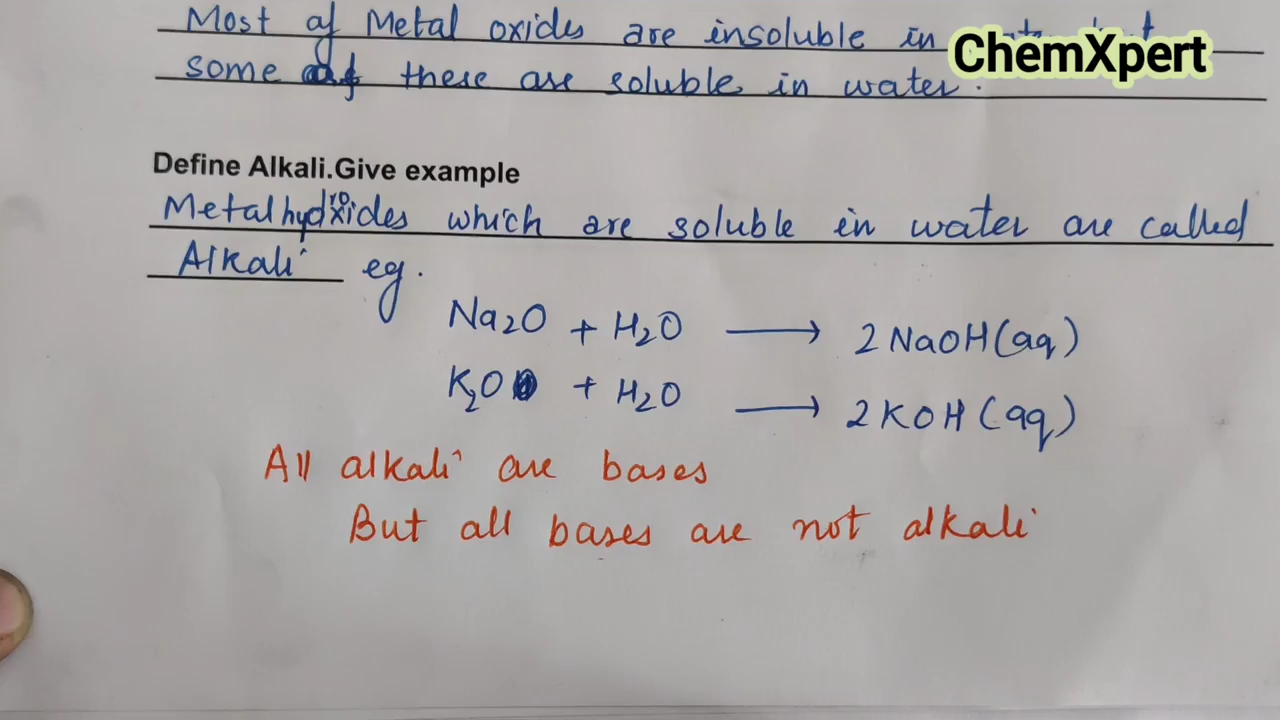 Most of Metal oxides are insoluble in
ChemXpert
some of these are soluble in water.
Define Alkali.Give example
Metalhydroxides which are soluble in water are called
Alkali eg.
Na2O + H2O → 2NaOH(aq)
K2O + H2O → 2KOH(aq)
All alkali are bases
But all bases are not alkali